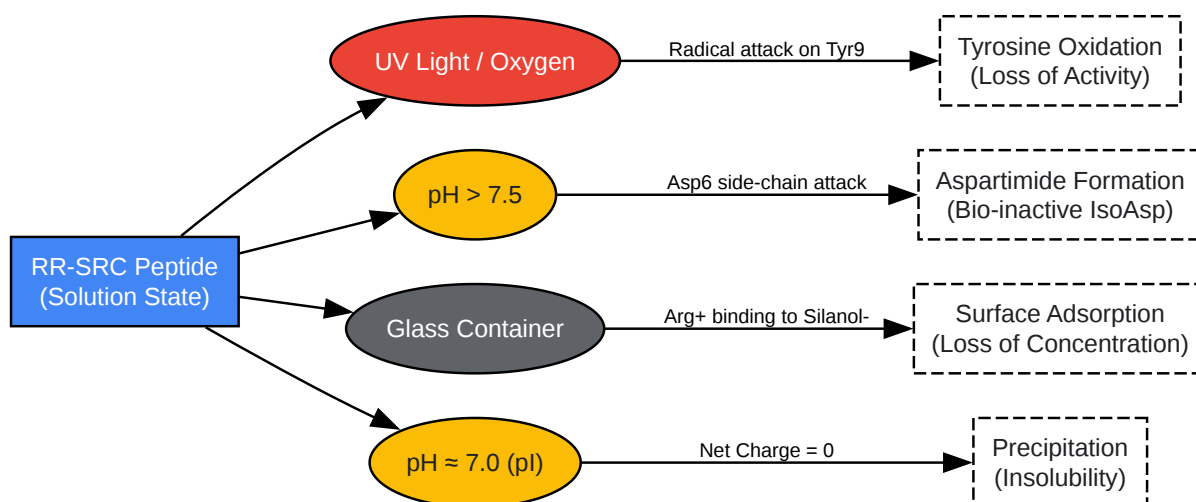 UV Light / Oxygen
Radical attack on Tyr9
Tyrosine Oxidation
(Loss of Activity)
pH > 7.5
Asp6 side-chain attack
Aspartimide Formation
(Bio-inactive IsoAsp)
RR-SRC Peptide
(Solution State)
Glass Container
Arg+ binding to Silanol-
Surface Adsorption
(Loss of Concentration)
pH ≈ 7.0 (pI)
Net Charge = 0
Precipitation
(Insolubility)